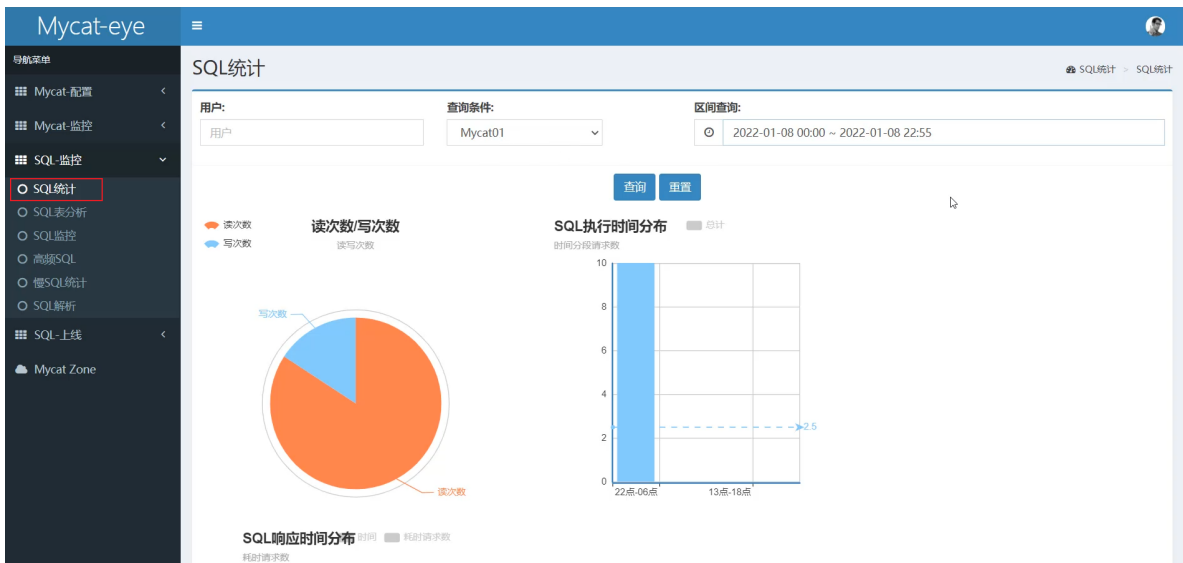 Mycat-eye
导航菜单
Mycat-配置
Mycat-监控
SQL-监控
SQL统计
SQL表分析
SQL监控
高频SQL
慢SQL统计
SQL解析
SQL-上线
Mycat Zone
SQL统计
SQL统计 > SQL统计
用户: 查询条件: 区间查询:
用户 Mycat01 2022-01-08 00:00 ~ 2022-01-08 22:55
查询 重置
读次数
写次数
读次数/写次数
读写次数
写次数
读次数
SQL执行时间分布 总计
时间分段请求数
10
8
6
4
2
0
2.5
22点-06点 13点-18点
SQL响应时间分布 时间 耗时请求数
耗时请求数